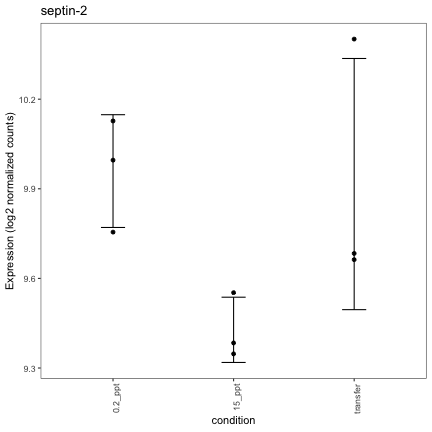 septin-2
Expression (log2 normalized counts)
10.2
9.9
9.6
9.3
0.2_ppt
15_ppt
transfer
condition